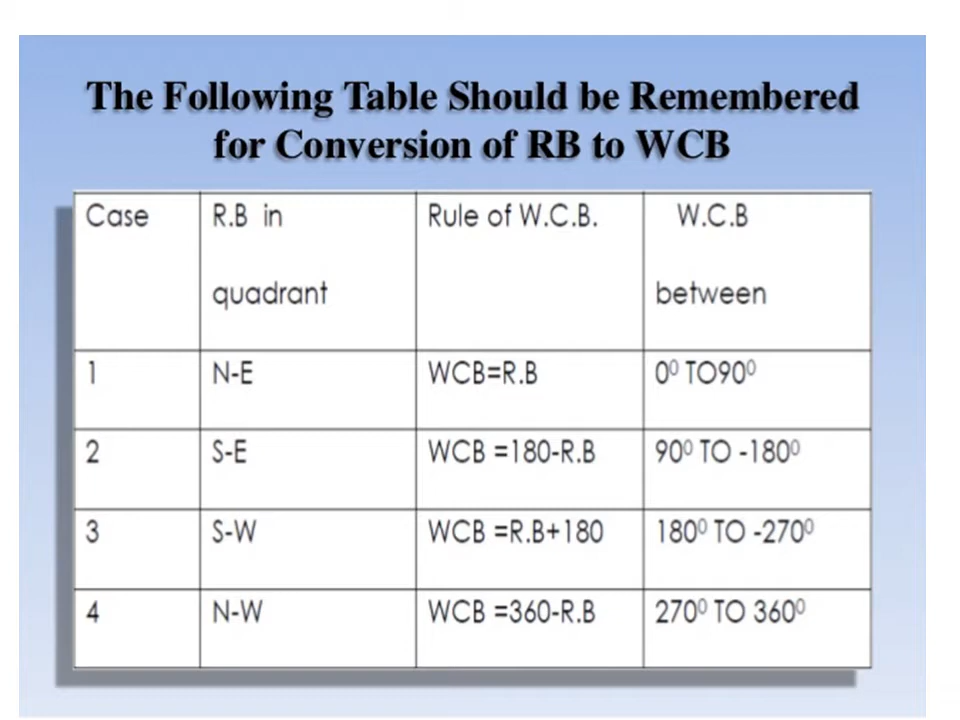 The Following Table Should be Remembered
for Conversion of RB to WCB
Case R.B in quadrant Rule of W.C.B. W.C.B between
1 N-E WCB=R.B 0⁰ TO90⁰
2 S-E WCB =180-R.B 90⁰ TO -180⁰
3 S-W WCB =R.B+180 180⁰ TO -270⁰
4 N-W WCB =360-R.B 270⁰ TO 360⁰